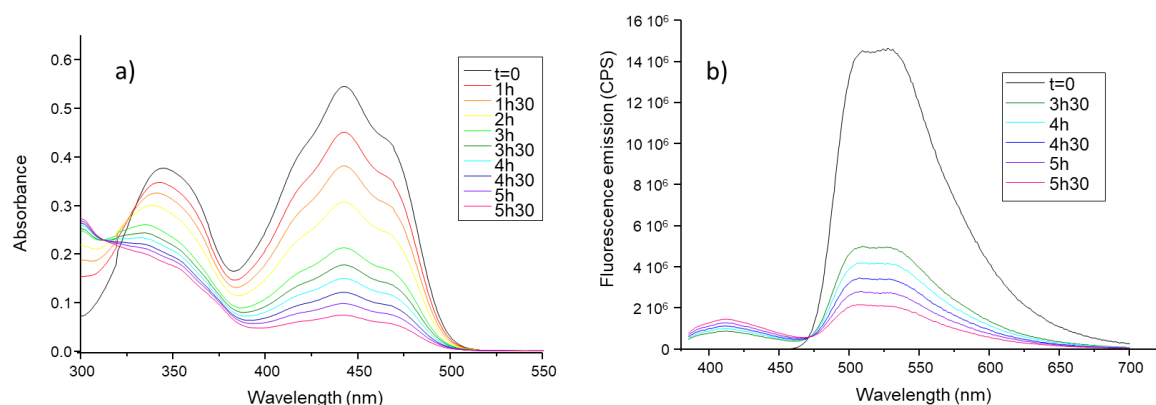 a)
0.6
0.5
0.4
0.3
0.2
0.1
0.0
Absorbance
300 350 400 450 500 550
Wavelength (nm)
t=0
1h
1h30
2h
3h
3h30
4h
4h30
5h
5h30
b)
16 10⁶
14 10⁶
12 10⁶
10 10⁶
8 10⁶
6 10⁶
4 10⁶
2 10⁶
0
Fluorescence emission (CPS)
400 450 500 550 600 650 700
Wavelength (nm)
t=0
3h30
4h
4h30
5h
5h30